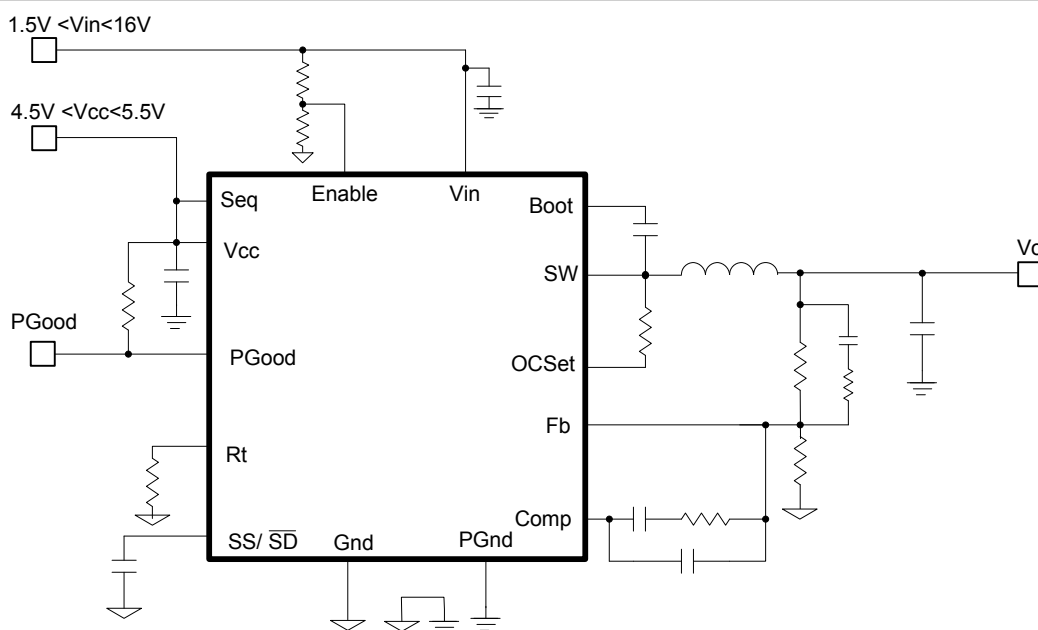 1.5V <Vin<16V
4.5V <Vcc<5.5V
Enable
Vin
Seq
Boot
Vcc
SW
Vo
PGood
PGood
OCSet
Fb
Rt
Comp
SS/ SD
Gnd
PGnd